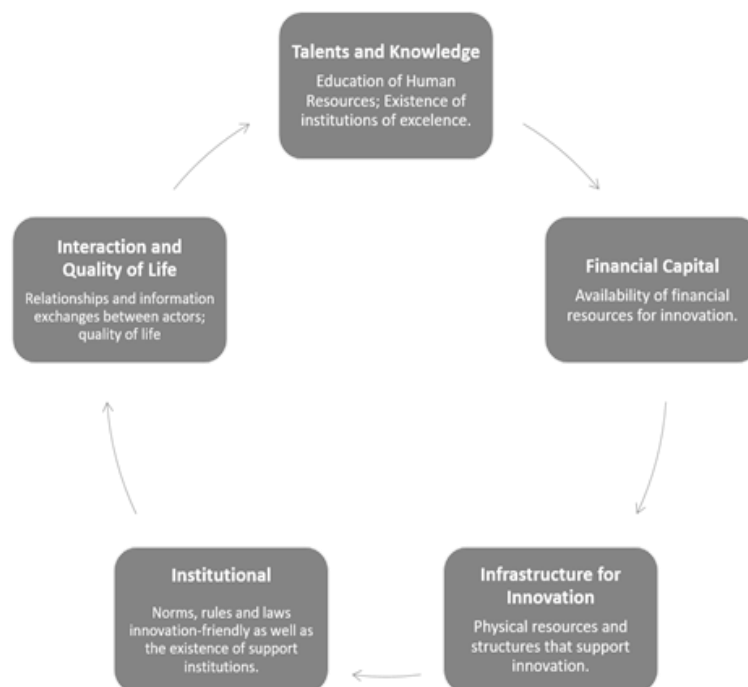 Talents and Knowledge
Education of Human
Resources; Existence of
institutions of excelence.
Financial Capital
Availability of financial
resources for innovation.
Infrastructure for
Innovation
Physical resources and
structures that support
innovation.
Institutional
Norms, rules and laws
innovation-friendly as well as
the existence of support
institutions.
Interaction and
Quality of Life
Relationships and information
exchanges between actors;
quality of life